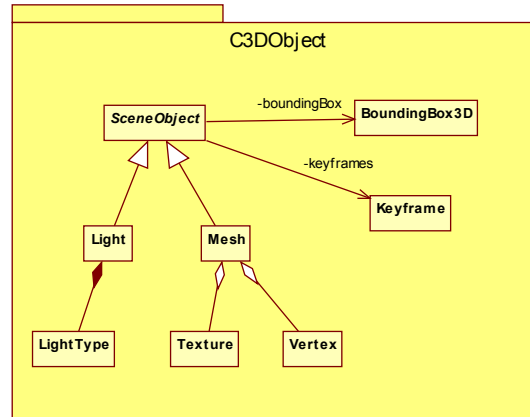 C3DObject
SceneObject
-boundingBox
BoundingBox3D
-keyframes
Keyframe
Light
Mesh
LightType
Texture
Vertex